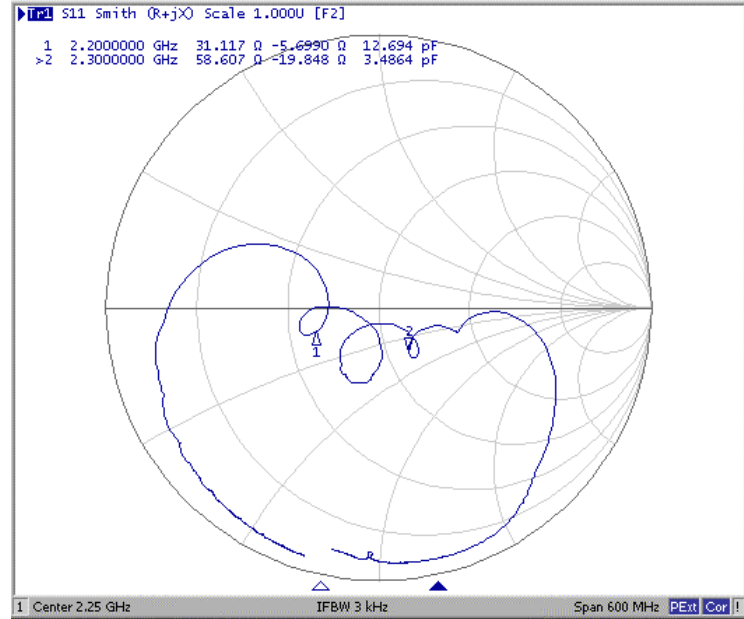 Tr1 S11 Smith (R+jX) Scale 1.000U [F2]
1 2.2000000 GHz 31.117 Ω -5.6990 Ω 12.694 pF
>2 2.3000000 GHz 58.607 Ω -19.848 Ω 3.4864 pF
2
1
1 Center 2.25 GHz IFBW 3 kHz Span 600 MHz PExt Cor !